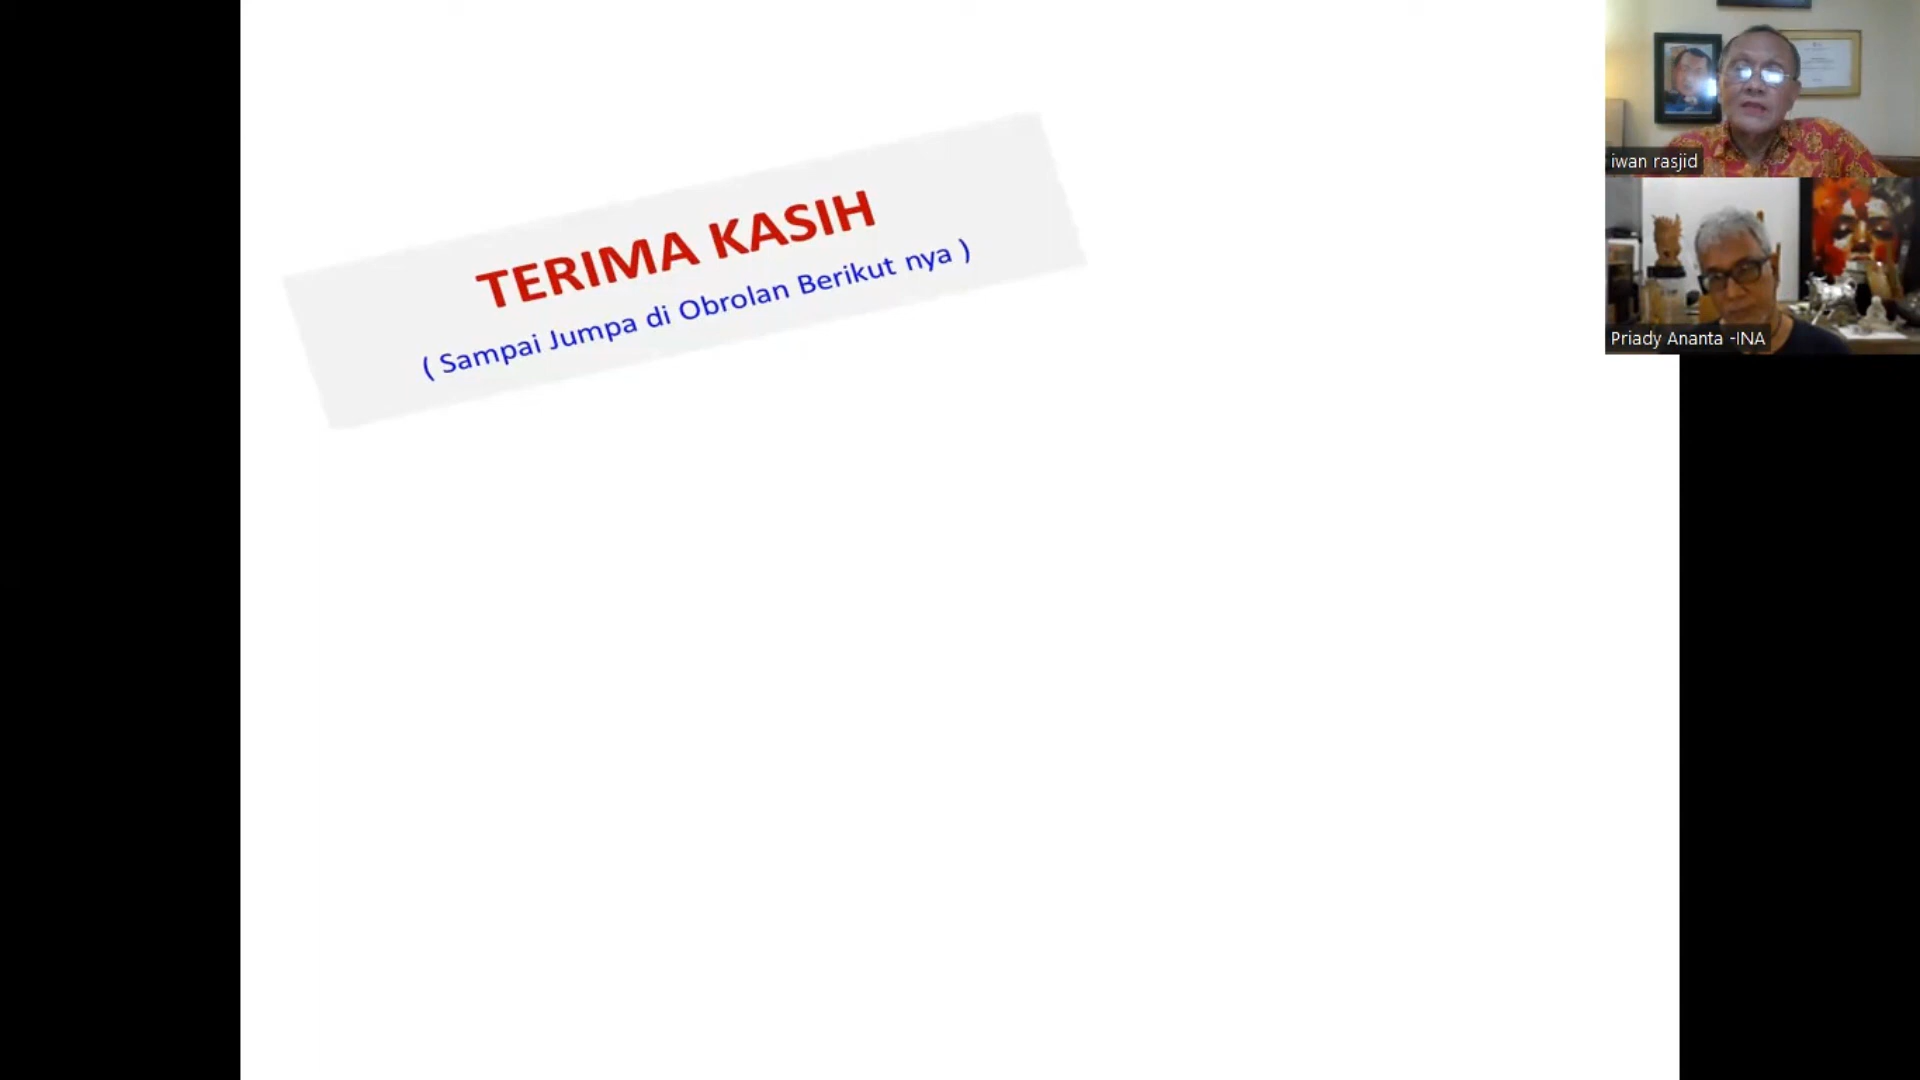 TERIMA KASIH
( Sampai Jumpa di Obrolan Berikut nya )
iwan rasjid
Priady Ananta -INA